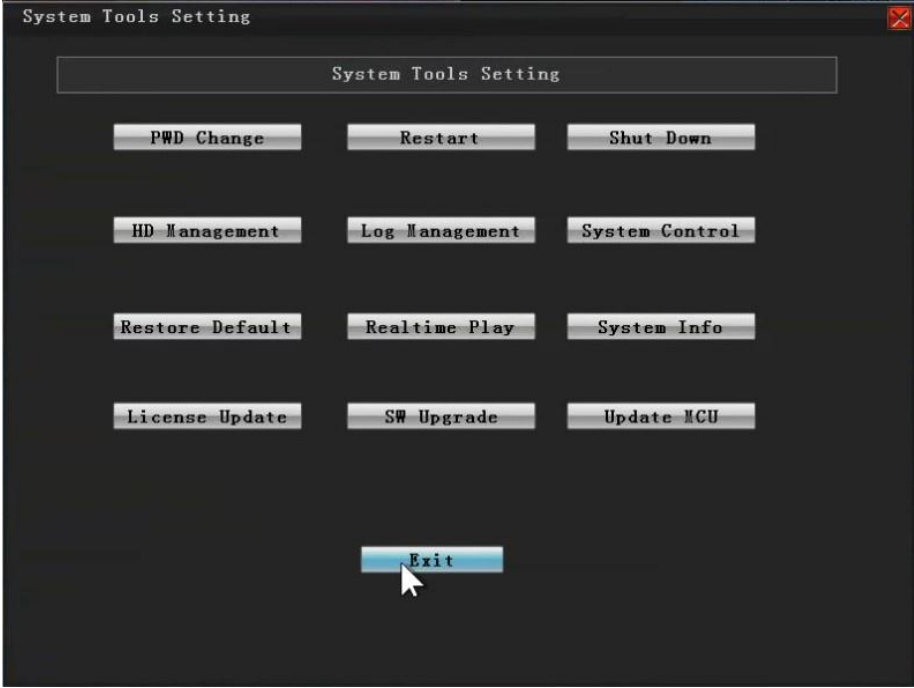 System Tools Setting
System Tools Setting
PWD Change Restart Shut Down
HD Management Log Management System Control
Restore Default Realtime Play System Info
License Update SW Upgrade Update MCU
Exit